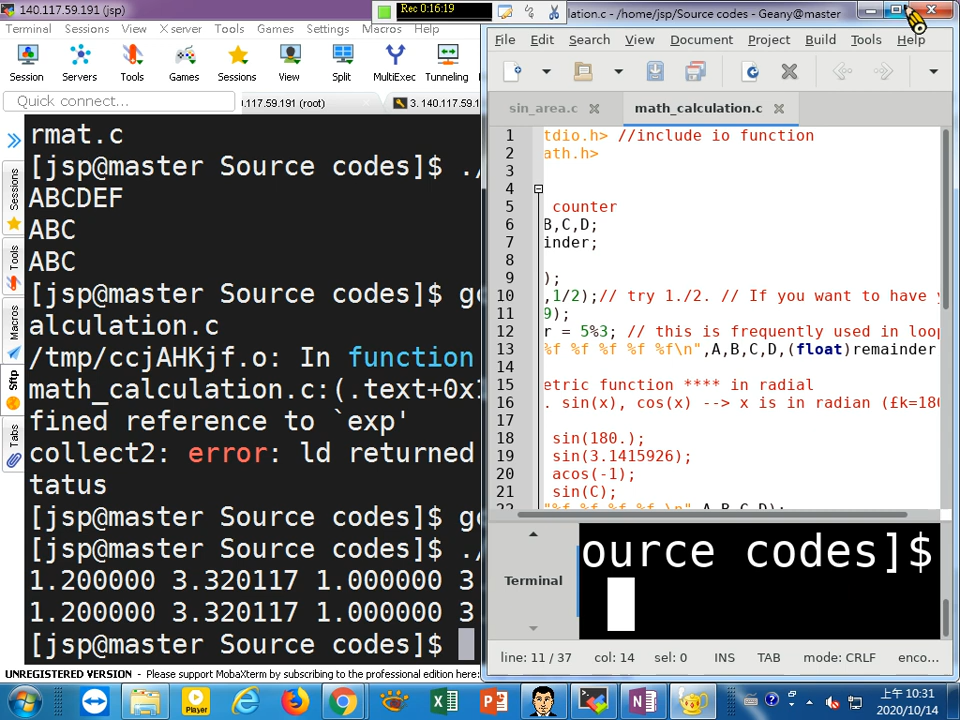 140.117.59.191 (jsp)
Rec 0:16:19
lation.c - /home/jsp/Source codes - Geany@master
Terminal Sessions View X server Tools Games Settings Macros Help
Session Servers Tools Games Sessions View Split MultiExec Tunneling
Quick connect...
.117.59.191 (root)
3. 140.117.59.1
Sessions
Tools
Macros
Sftp
Tabs
rmat.c
[jsp@master Source codes]$ ./
ABCDEF
ABC
ABC
[jsp@master Source codes]$ gc
alculation.c
/tmp/ccjAHKjf.o: In function
math_calculation.c:(.text+0x
fined reference to `exp'
collect2: error: ld returned
tatus
[jsp@master Source codes]$ gc
[jsp@master Source codes]$ ./
1.200000 3.320117 1.000000 3
1.200000 3.320117 1.000000 3
[jsp@master Source codes]$
UNREGISTERED VERSION - Please support MobaXterm by subscribing to the professional edition here:
File Edit Search View Document Project Build Tools Help
sin_area.c
math_calculation.c
1 tdio.h> //include io function
2 ath.h>
3
4
5 counter
6 B,C,D;
7 inder;
8
9 );
10 ,1/2);// try 1./2. // If you want to have
11 9);
12 r = 5%3; // this is frequently used in loop
13 %f %f %f %f %f\n",A,B,C,D,(float)remainder
14
15 etric function **** in radial
16 . sin(x), cos(x) --> x is in radian (£k=180
17
18 sin(180.);
19 sin(3.1415926);
20 acos(-1);
21 sin(C);
22 "%f %f %f %f \n",A,B,C,D);
Terminal
ource codes]$
line: 11 / 37 col: 14 sel: 0 INS TAB mode: CRLF enco...
Player
上午 10:31
2020/10/14